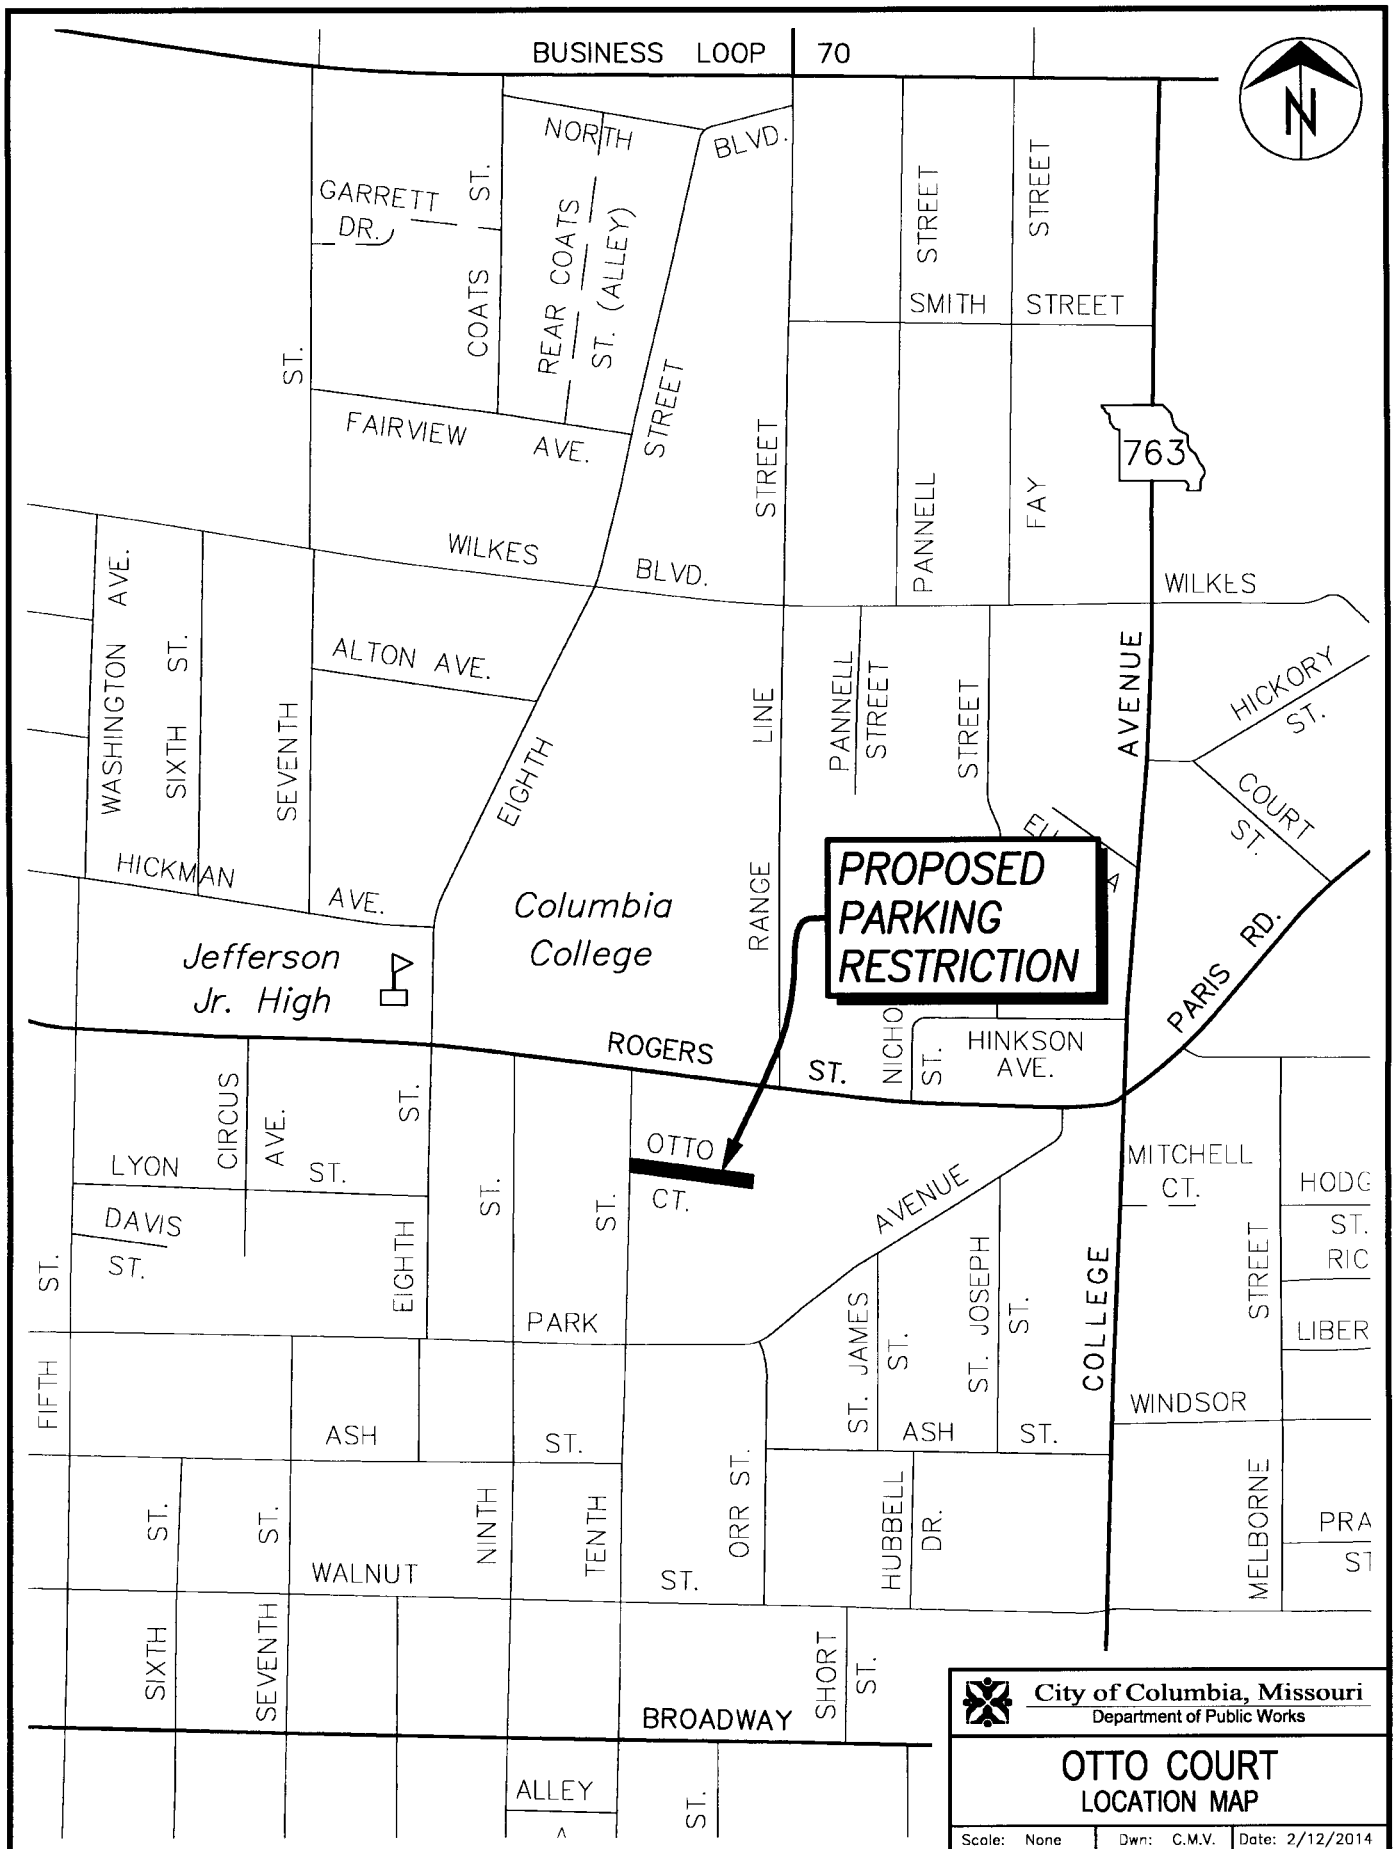 BUSINESS LOOP 70
N
NORTH
BLVD.
GARRETT
DR.
COATS ST.
REAR COATS
ST. (ALLEY)
STREET
STREET
SMITH STREET
ST.
FAIRVIEW AVE.
STREET
STREET
PANNELL
FAY
763
WILKES BLVD.
WILKES
WASHINGTON AVE.
SIXTH ST.
SEVENTH
ALTON AVE.
EIGHTH
LINE
PANNELL
STREET
STREET
AVENUE
HICKORY
ST.
COURT
ST.
HICKMAN AVE.
Columbia
College
RANGE
PROPOSED
PARKING
RESTRICTION
PARIS RD.
Jefferson
Jr. High
ROGERS ST.
NICHO
ST.
HINKSON
AVE.
CIRCUS
AVE.
ST.
LYON ST.
DAVIS
ST.
EIGHTH
ST.
ST.
OTTO
CT.
AVENUE
MITCHELL
CT.
HODG
ST.
RIC
STREET
LIBER
ST.
FIFTH
PARK
ST. JAMES
ST.
ST. JOSEPH
ST.
COLLEGE
WINDSOR
ASH ST.
ASH ST.
ST.
ST.
NINTH
TENTH
ORR ST.
HUBBELL
DR.
MELBORNE
PRA
ST
WALNUT ST.
SIXTH
SEVENTH
SHORT
ST.
BROADWAY
ALLEY
ST.
City of Columbia, Missouri
Department of Public Works
OTTO COURT
LOCATION MAP
Scale: None Dwn: C.M.V. Date: 2/12/2014